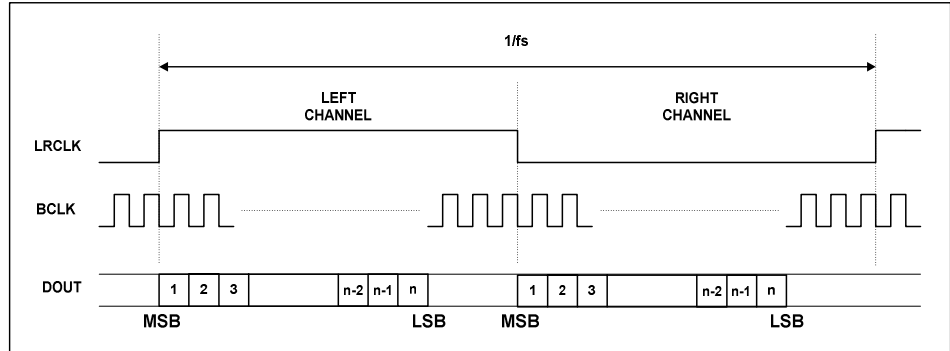 1/fs
LEFT
CHANNEL
RIGHT
CHANNEL
LRCLK
BCLK
DOUT
1 2 3 n-2 n-1 n 1 2 3 n-2 n-1 n
MSB LSB MSB LSB